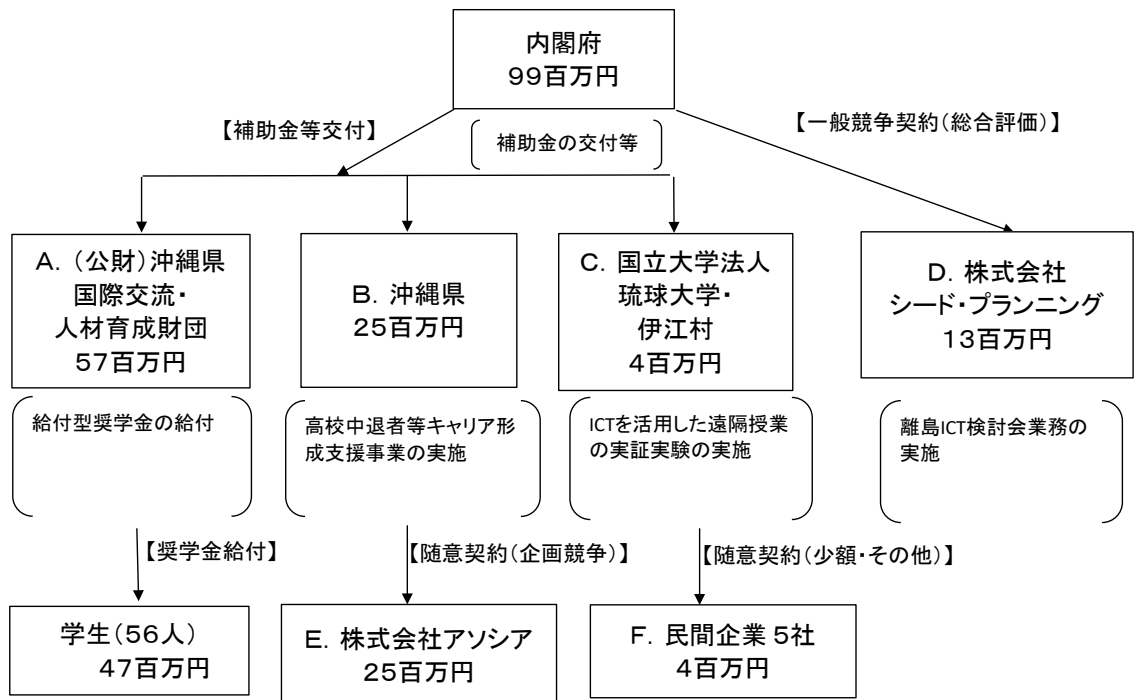 内閣府
99百万円
【補助金等交付】
補助金の交付等
【一般競争契約(総合評価)】
A. (公財)沖縄県
国際交流・
人材育成財団
57百万円
B. 沖縄県
25百万円
C. 国立大学法人
琉球大学・
伊江村
4百万円
D. 株式会社
シード・プランニング
13百万円
給付型奨学金の給付
高校中退者等キャリア形
成支援事業の実施
ICTを活用した遠隔授業
の実証実験の実施
離島ICT検討会業務の
実施
【奨学金給付】
【随意契約(企画競争)】
【随意契約(少額・その他)】
学生(56人)
47百万円
E. 株式会社アソシア
25百万円
F. 民間企業 5社
4百万円